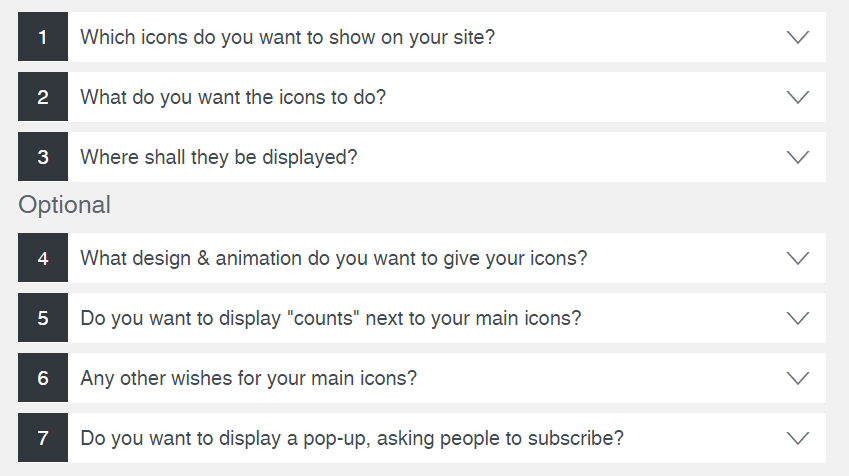 1 Which icons do you want to show on your site?
2 What do you want the icons to do?
3 Where shall they be displayed?
Optional
4 What design & animation do you want to give your icons?
5 Do you want to display "counts" next to your main icons?
6 Any other wishes for your main icons?
7 Do you want to display a pop-up, asking people to subscribe?